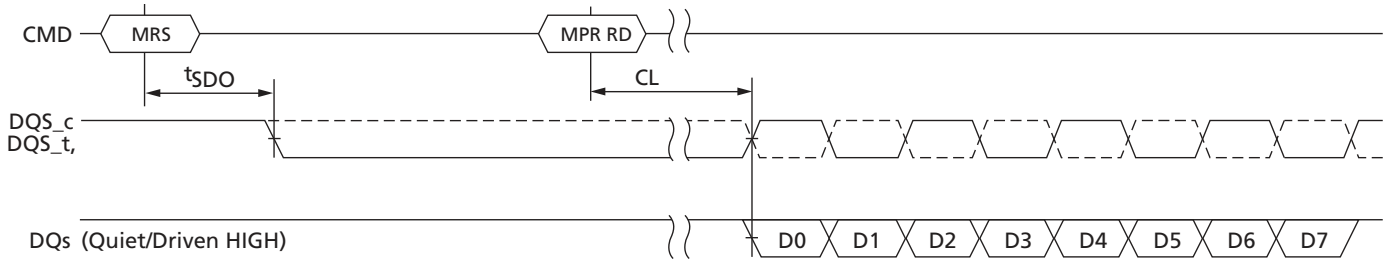 CMD MRS MPR RD
tSDO CL
DQS_c
DQS_t,
DQs (Quiet/Driven HIGH) D0 D1 D2 D3 D4 D5 D6 D7